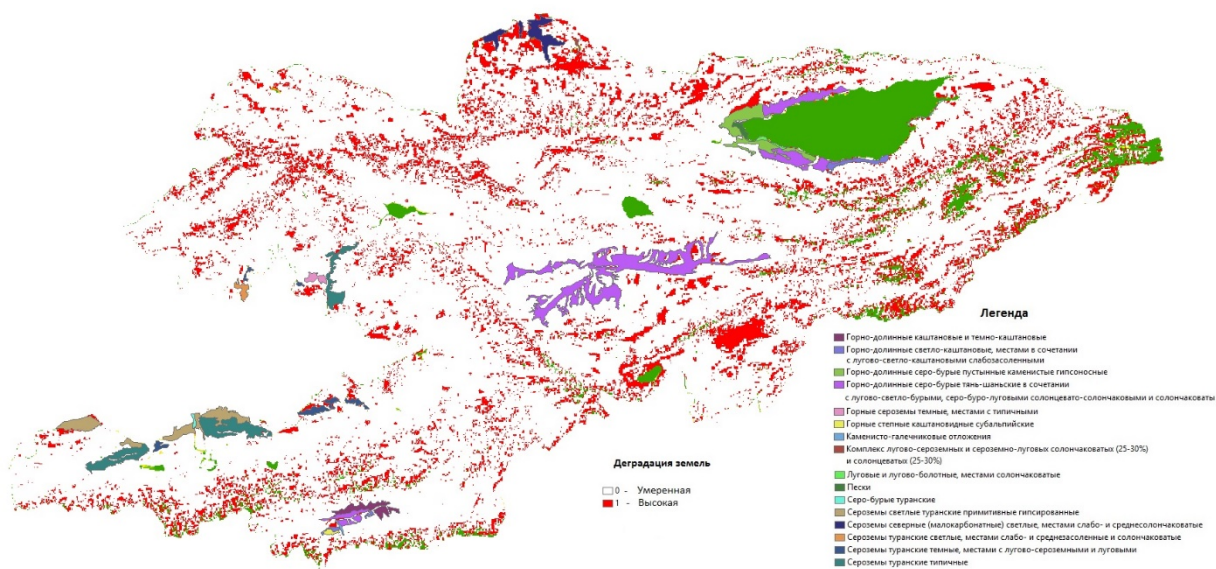 Легенда
Горно-долинные каштановые и темно-каштановые
Горно-долинные светло-каштановые, местами в сочетании
с лугово-светло-каштановыми слабозасоленными
Горно-долинные серо-бурые пустынные каменистые гипсоносные
Горно-долинные серо-бурые тянь-шаньские в сочетании
с лугово-светло-бурыми, серо-буро-луговыми солонцевато-солончаковыми и солончаковаты
Горные сероземы темные, местами с типичными
Горные степные каштановидные субальпийские
Каменисто-галечниковые отложения
Комплекс лугово-сероземных и сероземно-луговых солончаковатых (25-30%)
и солонцеватых (25-30%)
Луговые и лугово-болотные, местами солончаковатые
Пески
Серо-бурые туранские
Сероземы светлые туранские примитивные гипсированные
Сероземы северные (малокарбонатные) светлые, местами слабо- и среднесолончаковатые
Сероземы туранские светлые, местами слабо- и среднезасоленные и солончаковатые
Сероземы туранские темные, местами с лугово-сероземными и луговыми
Сероземы туранские типичные
Деградация земель
0 - Умеренная
1 - Высокая